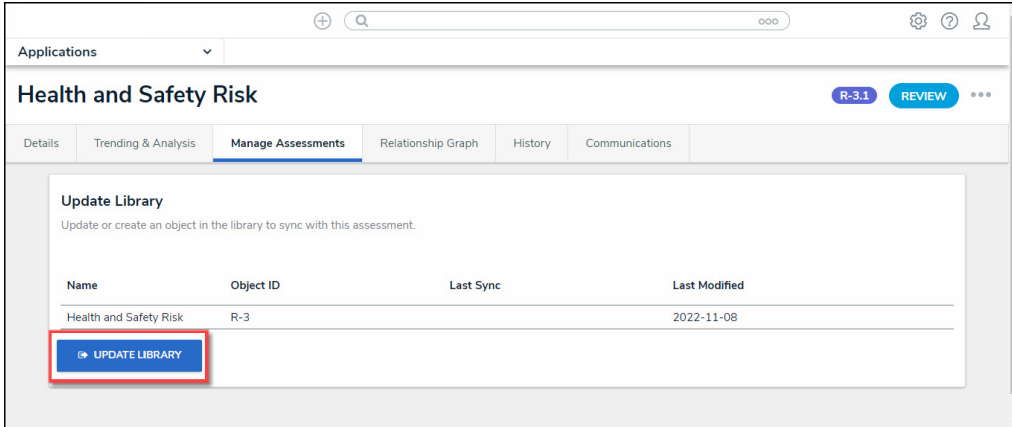 Applications
Health and Safety Risk R-3.1 REVIEW
Details Trending & Analysis Manage Assessments Relationship Graph History Communications
Update Library
Update or create an object in the library to sync with this assessment.
Name Object ID Last Sync Last Modified
Health and Safety Risk R-3 2022-11-08
UPDATE LIBRARY